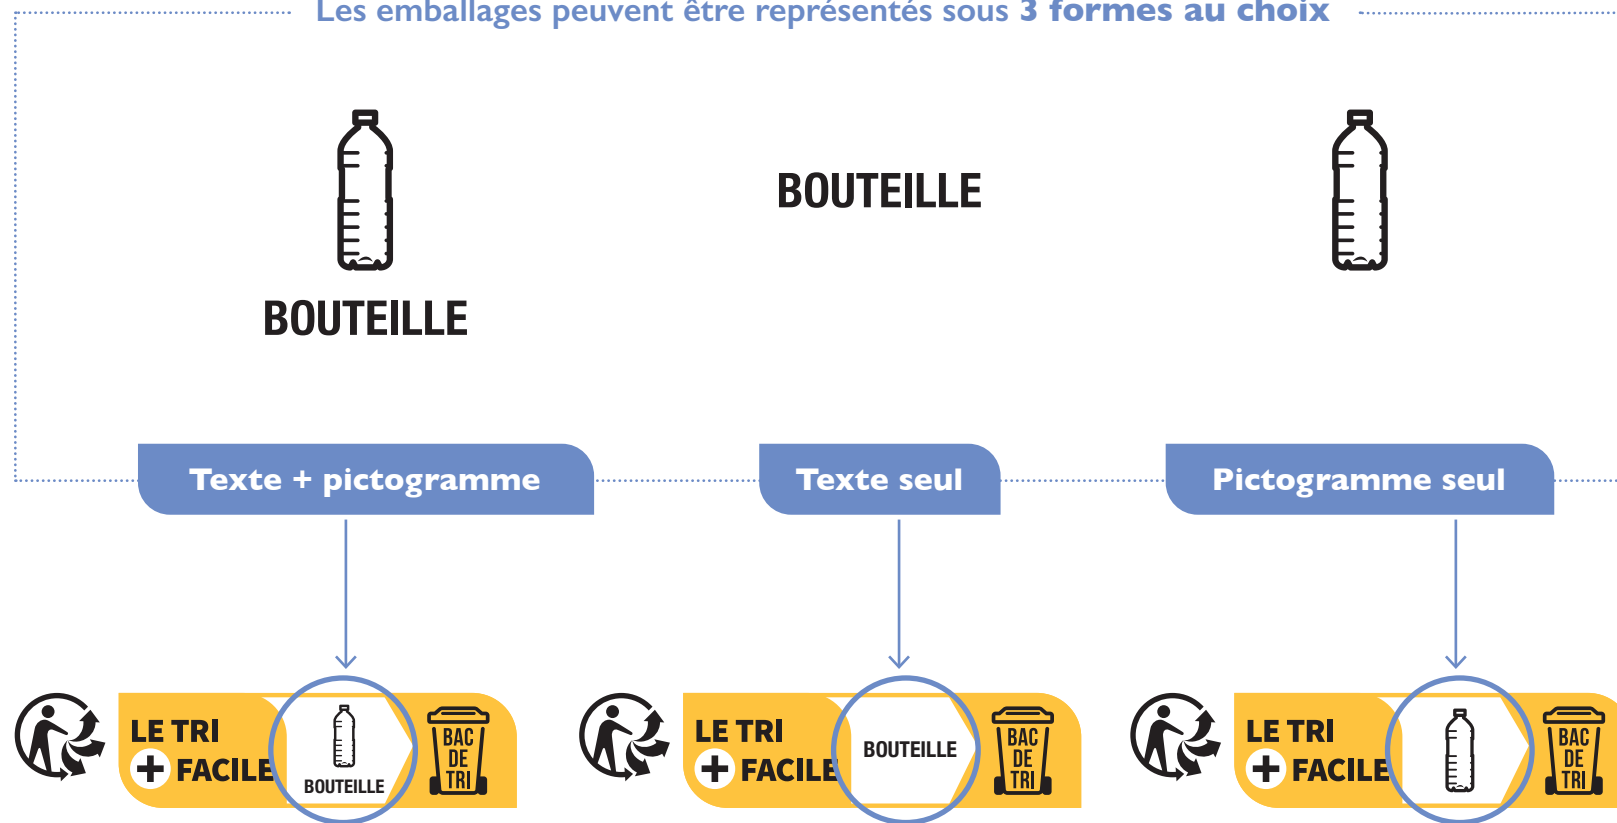 Les emballages peuvent être représentés sous 3 formes au choix
BOUTEILLE
BOUTEILLE
Texte + pictogramme
Texte seul
Pictogramme seul
LE TRI
+ FACILE
BOUTEILLE
BAC
DE
TRI
LE TRI
+ FACILE
BOUTEILLE
BAC
DE
TRI
LE TRI
+ FACILE
BAC
DE
TRI